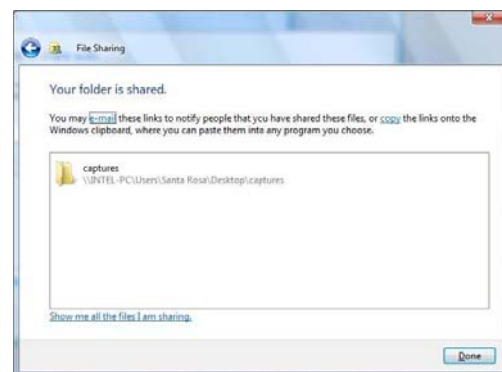 File Sharing
Your folder is shared.
You may e-mail these links to notify people that you have shared these files, or copy the links onto the
Windows clipboard, where you can paste them into any program you choose.
captures
\\INTEL-PC\Users\Santa Rosa\Desktop\captures
Show me all the files I am sharing.
Done